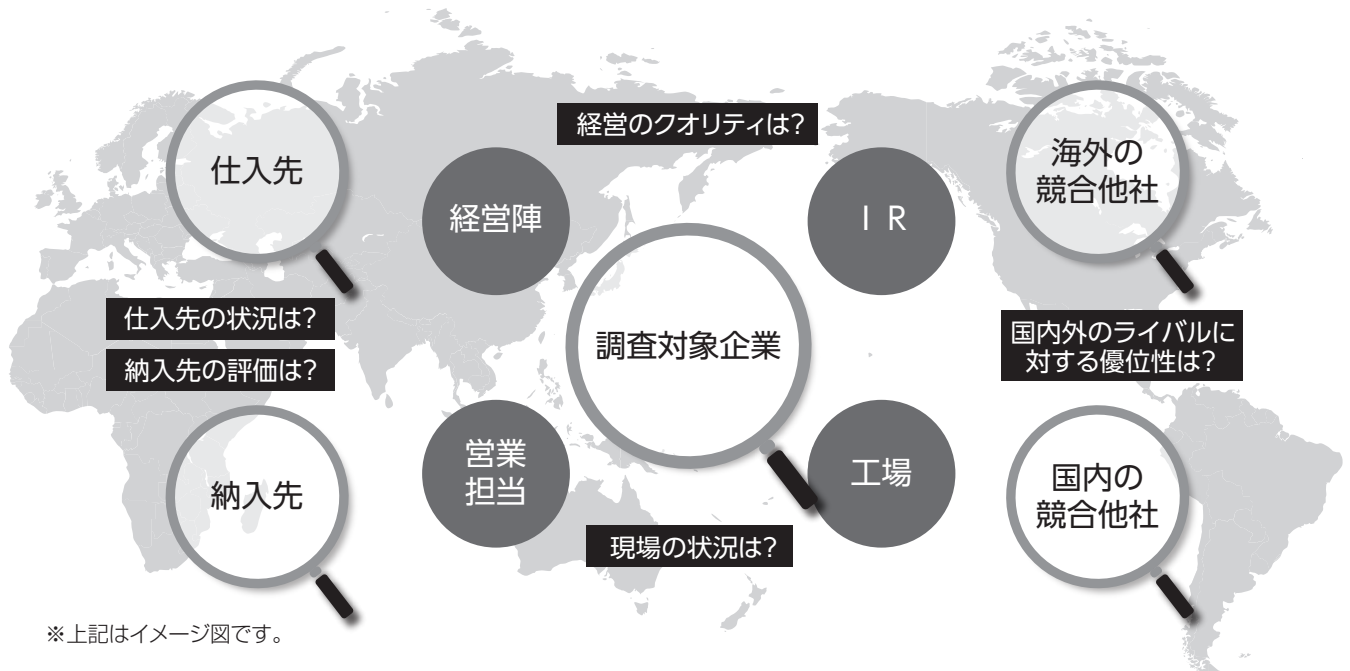 経営のクオリティは?
仕入先
海外の
競合他社
経営陣
I R
仕入先の状況は?
納入先の評価は?
調査対象企業
国内外のライバルに
対する優位性は?
営業
担当
工場
納入先
国内の
競合他社
現場の状況は?
※上記はイメージ図です。